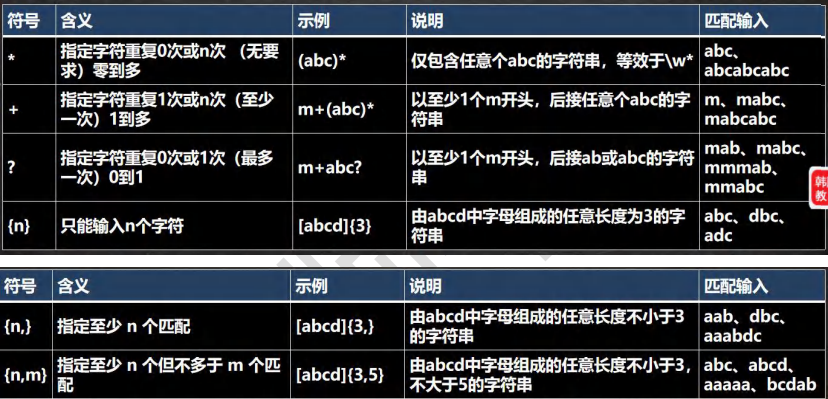 符号 含义 示例 说明 匹配输入
* 指定字符重复0次或n次 （无要求）零到多 (abc)* 仅包含任意个abc的字符串，等效于\w* abc、abcabcabc
+ 指定字符重复1次或n次（至少一次）1到多 m+(abc)* 以至少1个m开头，后接任意个abc的字符串 m、mabc、mabcabc
? 指定字符重复0次或1次（最多一次）0到1 m+abc? 以至少1个m开头，后接ab或abc的字符串 mab、mabc、mmmab、mmabc
{n} 只能输入n个字符 [abcd]{3} 由abcd中字母组成的任意长度为3的字符串 abc、dbc、adc
符号 含义 示例 说明 匹配输入
{n,} 指定至少 n 个匹配 [abcd]{3,} 由abcd中字母组成的任意长度不小于3的字符串 aab、dbc、aaabdc
{n,m} 指定至少 n 个但不多于 m 个匹配 [abcd]{3,5} 由abcd中字母组成的任意长度不小于3，不大于5的字符串 abc、abcd、aaaaa、bcdab